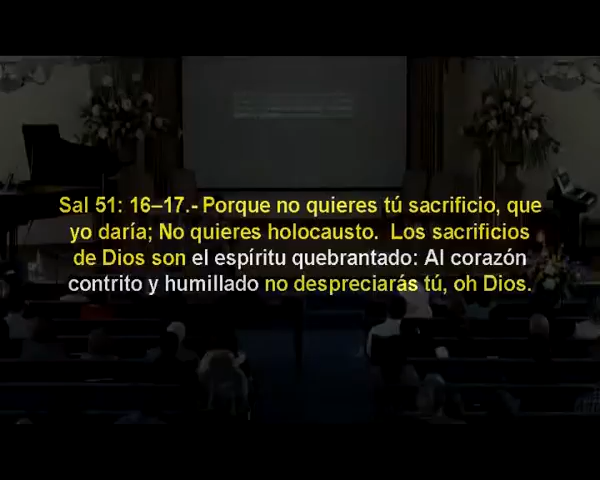 Sal 51: 16–17.- Porque no quieres tú sacrificio, que
yo daría; No quieres holocausto.  Los sacrificios
de Dios son el espíritu quebrantado: Al corazón
contrito y humillado no despreciarás tú, oh Dios.